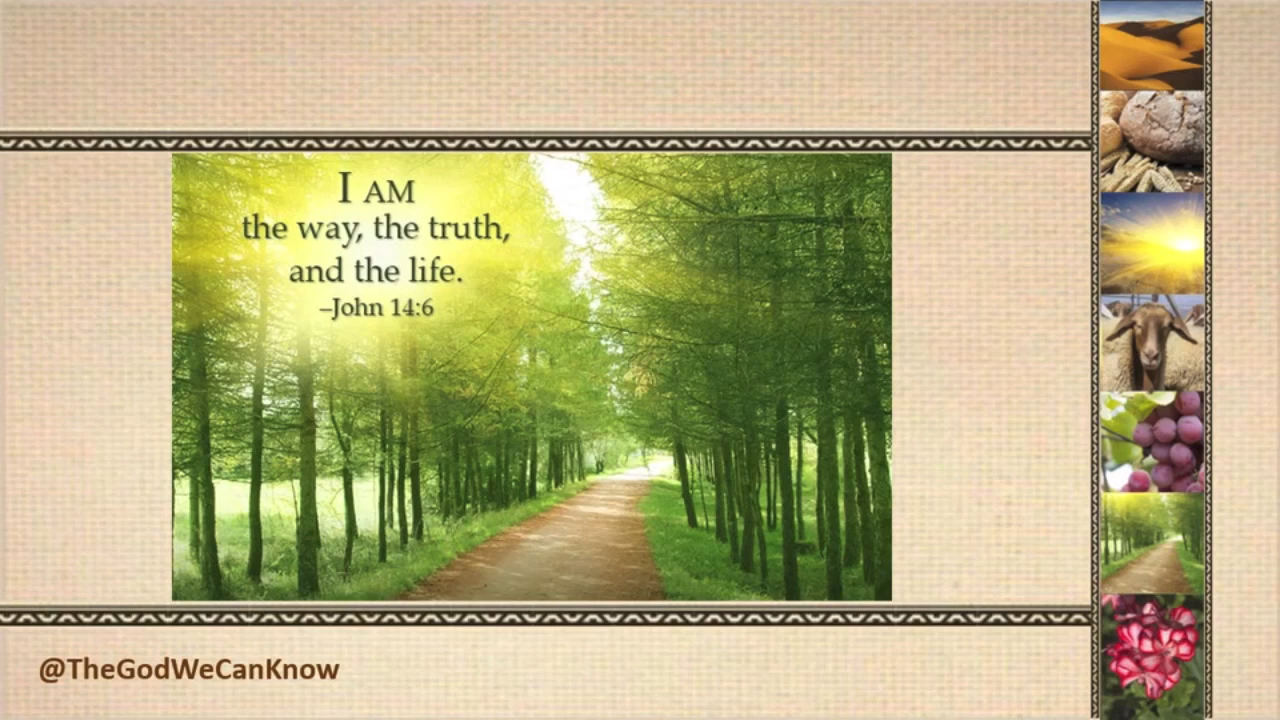 I AM
the way, the truth,
and the life.
–John 14:6
@TheGodWeCanKnow